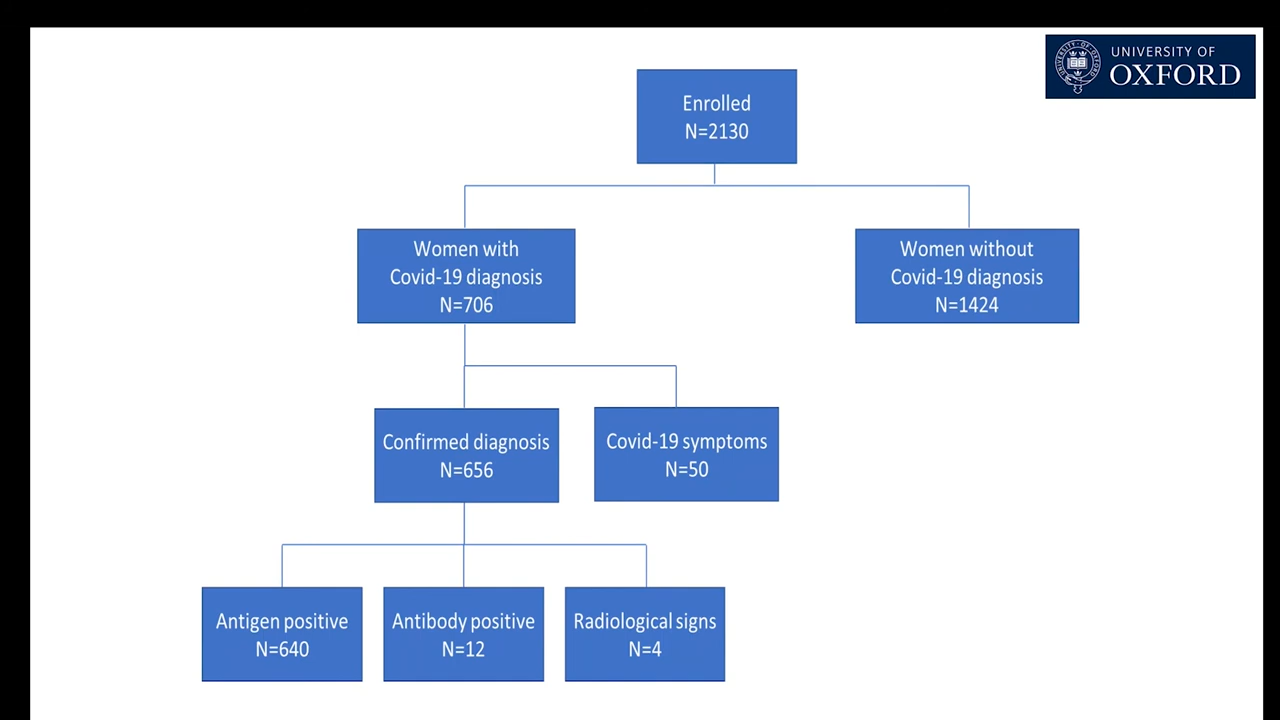 UNIVERSITY OF
OXFORD
Enrolled
N=2130
Women with
Covid-19 diagnosis
N=706
Women without
Covid-19 diagnosis
N=1424
Confirmed diagnosis
N=656
Covid-19 symptoms
N=50
Antigen positive
N=640
Antibody positive
N=12
Radiological signs
N=4